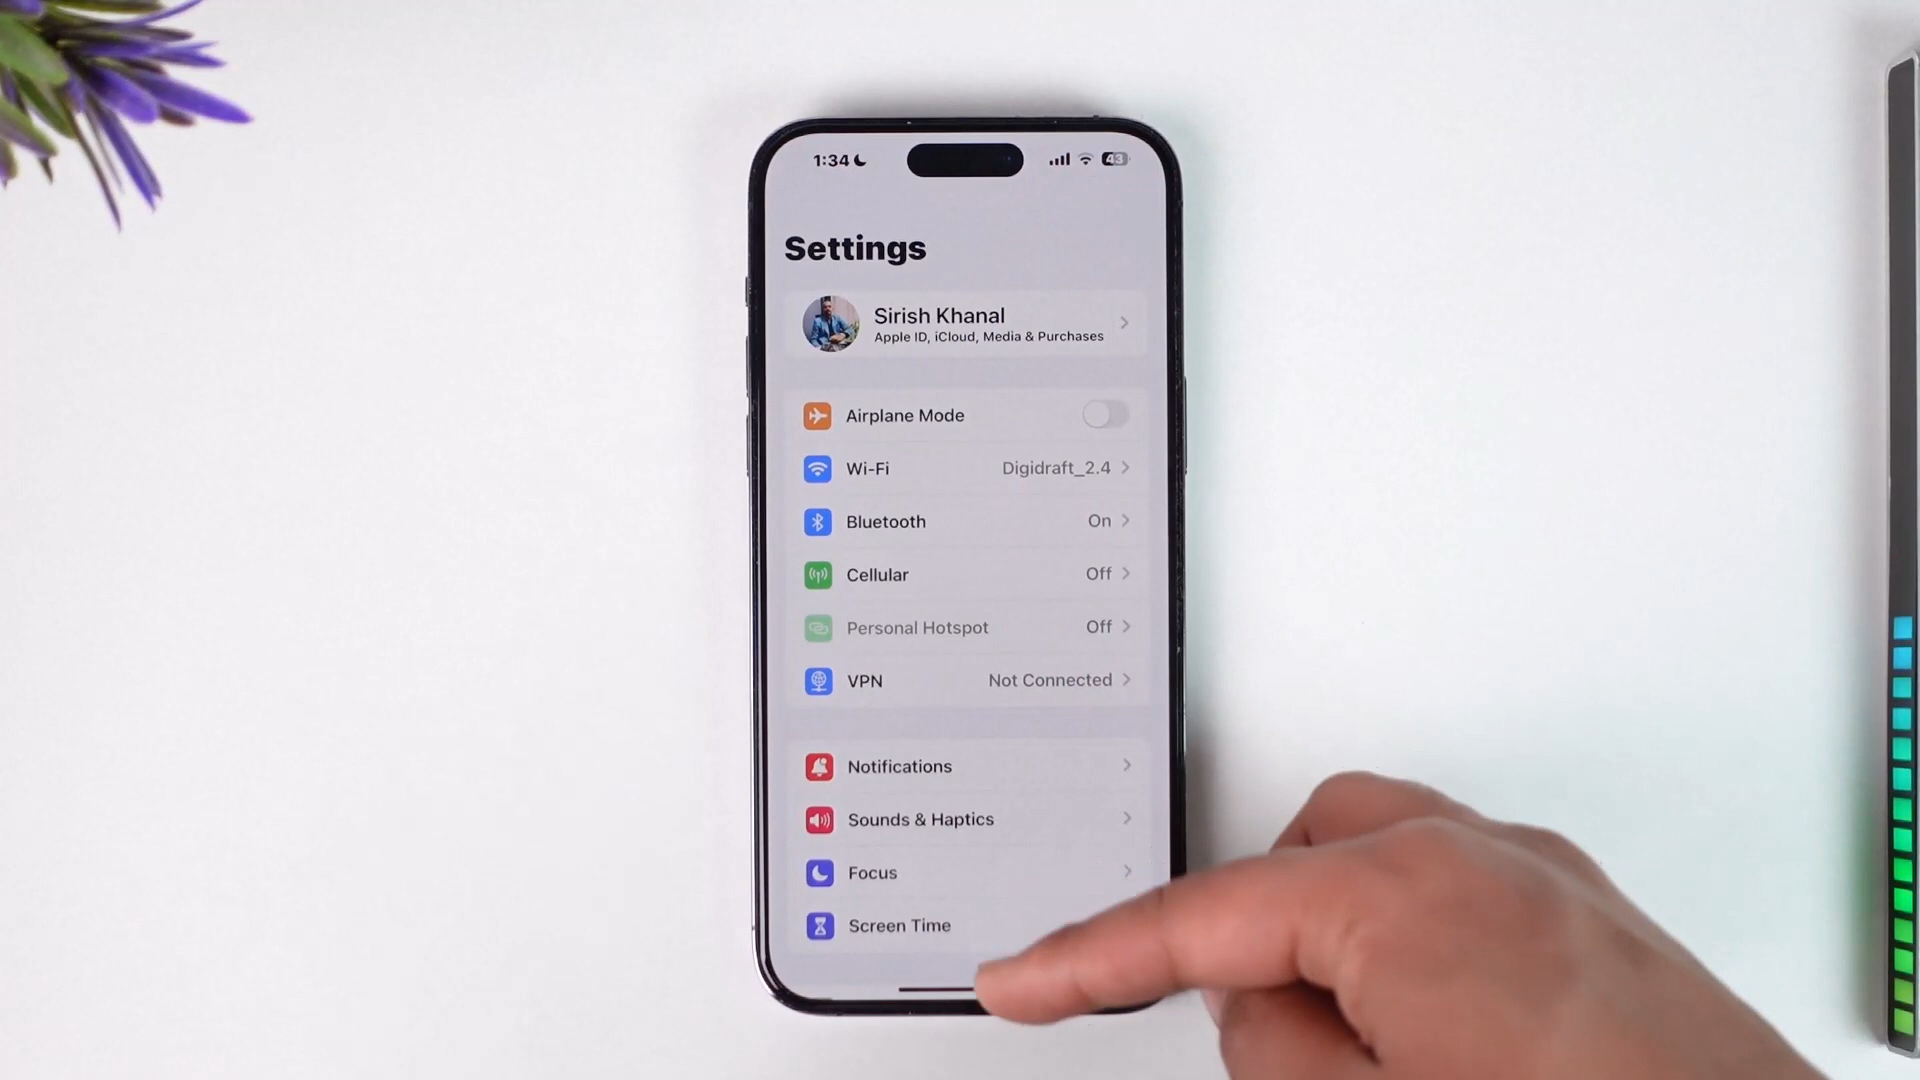 1:34
43
Settings
Sirish Khanal
Apple ID, iCloud, Media & Purchases
Airplane Mode
Wi-Fi Digidraft_2.4
Bluetooth On
Cellular Off
Personal Hotspot Off
VPN Not Connected
Notifications
Sounds & Haptics
Focus
Screen Time